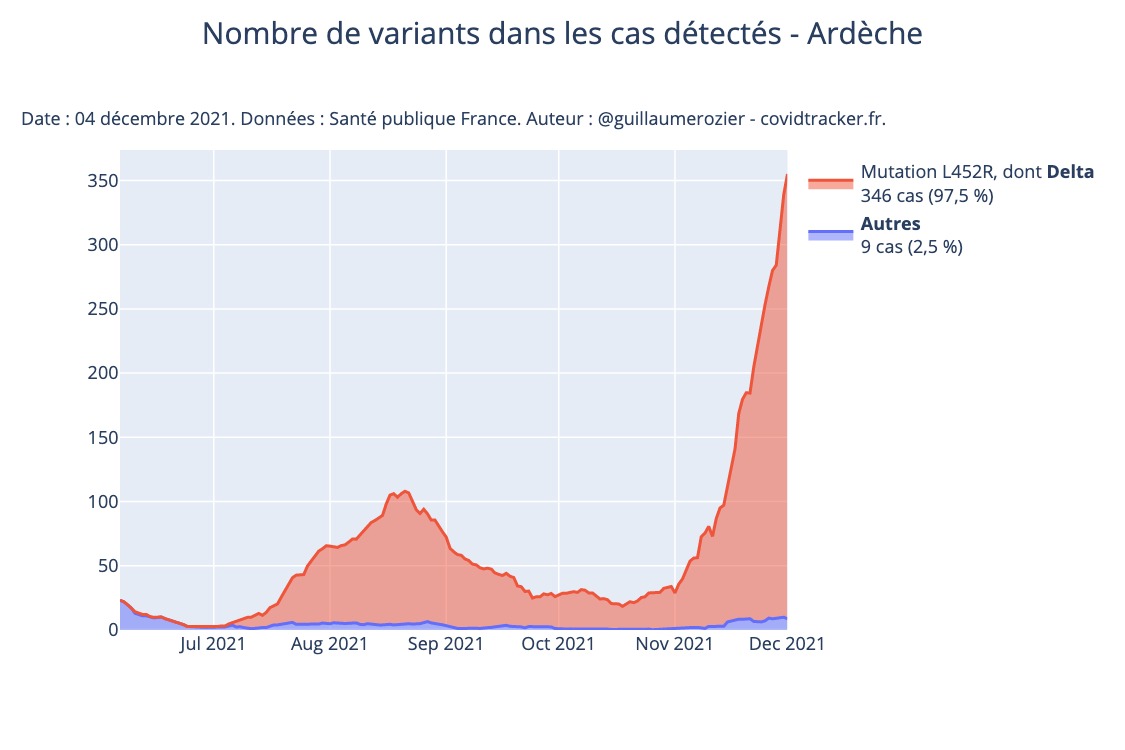 Nombre de variants dans les cas détectés - Ardèche
Date : 04 décembre 2021. Données : Santé publique France. Auteur : @guillaumerozier - covidtracker.fr.
Mutation L452R, dont Delta
346 cas (97,5 %)
Autres
9 cas (2,5 %)
350
300
250
200
150
100
50
0
Jul 2021
Aug 2021
Sep 2021
Oct 2021
Nov 2021
Dec 2021